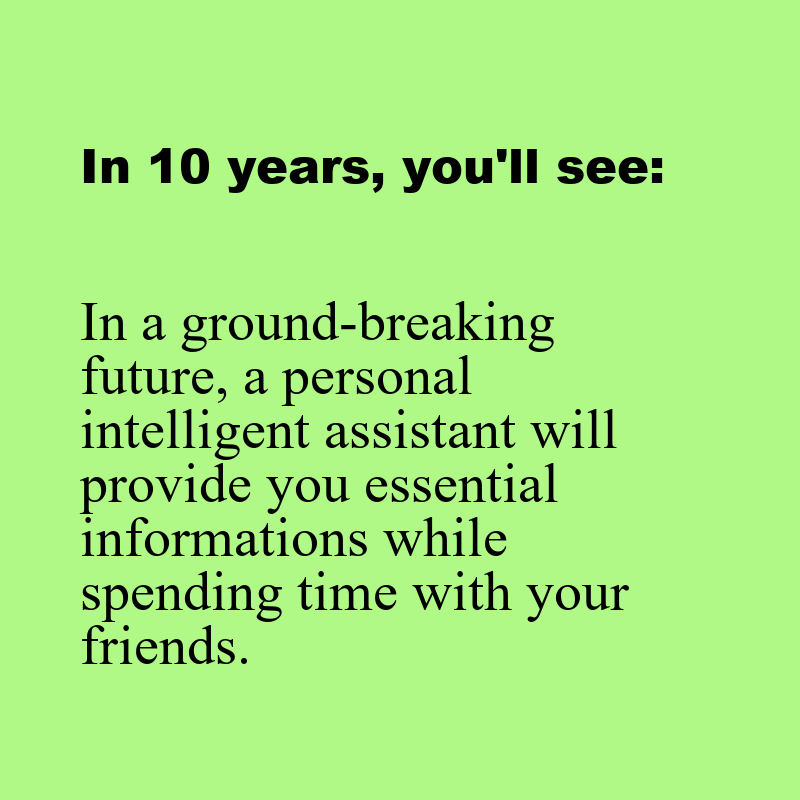 In 10 years, you'll see:
In a ground-breaking
future, a personal
intelligent assistant will
provide you essential
informations while
spending time with your
friends.